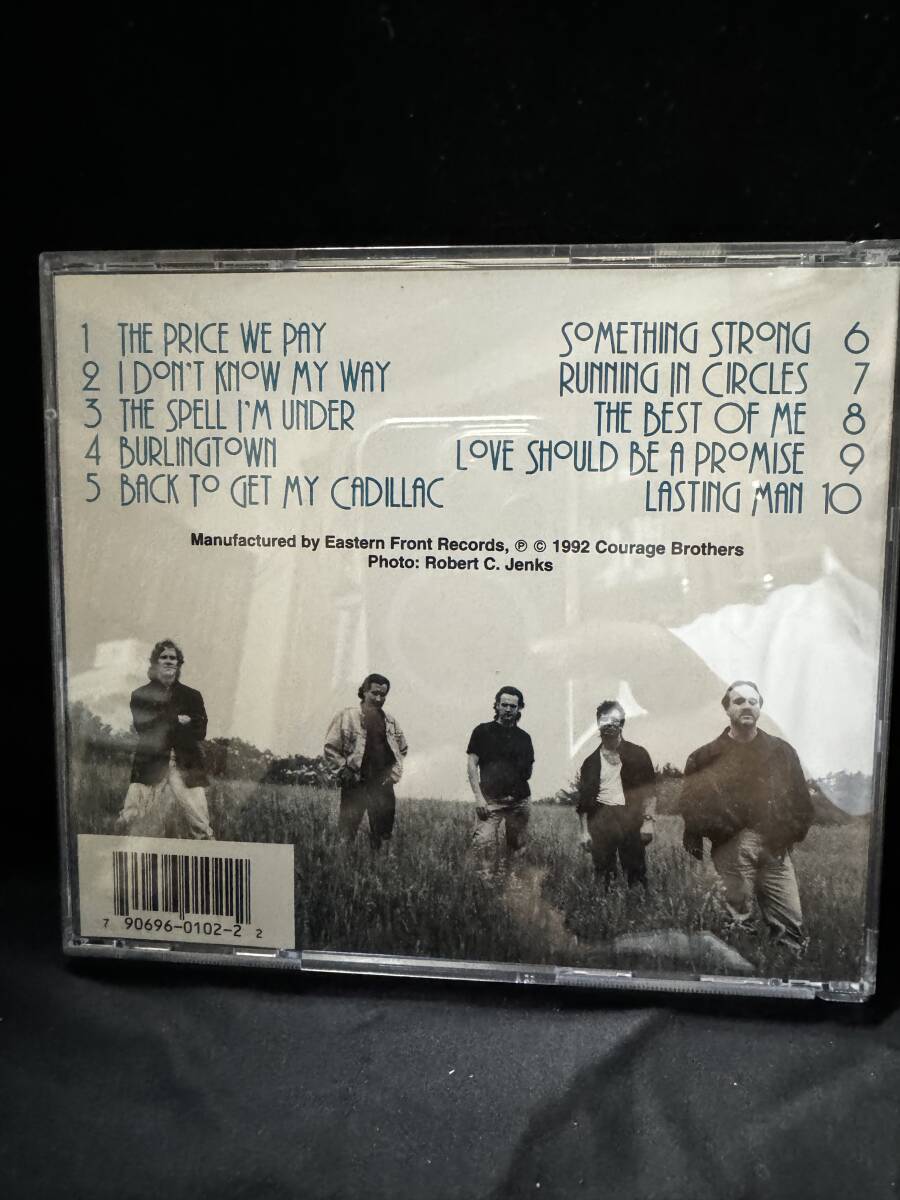 1 THE PRICE WE PAY
2 I DON'T KNOW MY WAY
3 THE SPELL I'M UNDER
4 BURLINGTOWN
5 BACK TO GET MY CADILLAC
SOMETHING STRONG 6
RUNNING IN CIRCLES 7
THE BEST OF ME 8
LOVE SHOULD BE A PROMISE 9
LASTING MAN 10
Manufactured by Eastern Front Records, ℗ © 1992 Courage Brothers
Photo: Robert C. Jenks
7 90696-0102-2 2